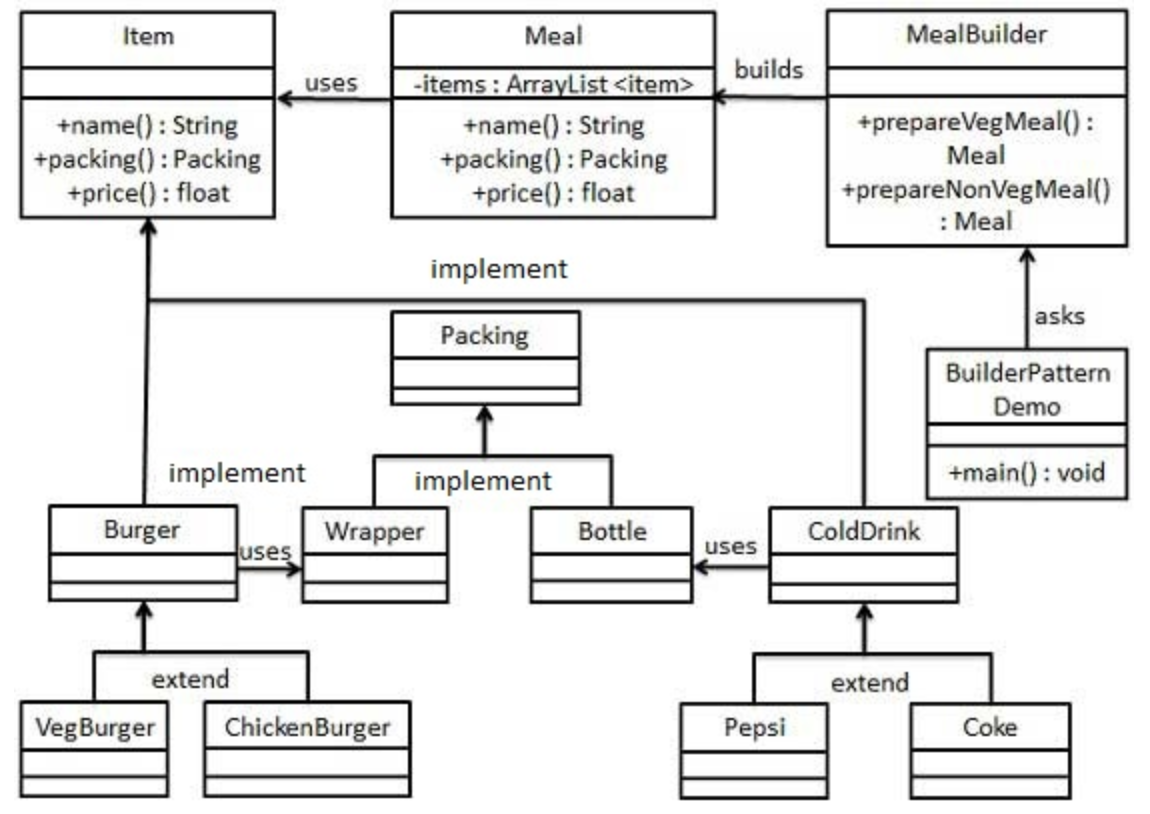 Item
+name() : String
+packing() : Packing
+price() : float
uses
Meal
-items : ArrayList <item>
+name() : String
+packing() : Packing
+price() : float
builds
MealBuilder
+prepareVegMeal() :
Meal
+prepareNonVegMeal()
: Meal
implement
asks
Packing
BuilderPattern
Demo
+main() : void
implement
implement
Burger
uses
Wrapper
Bottle
uses
ColdDrink
extend
extend
VegBurger
ChickenBurger
Pepsi
Coke